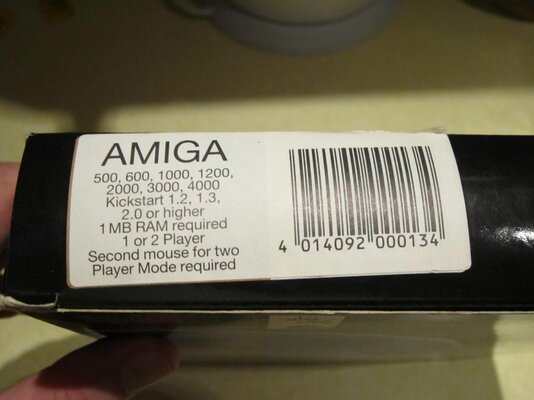 AMIGA
500, 600, 1000, 1200,
2000, 3000, 4000
Kickstart 1.2, 1.3,
2.0 or higher
1 MB RAM required
1 or 2 Player
Second mouse for two
Player Mode required
4 014092 000134